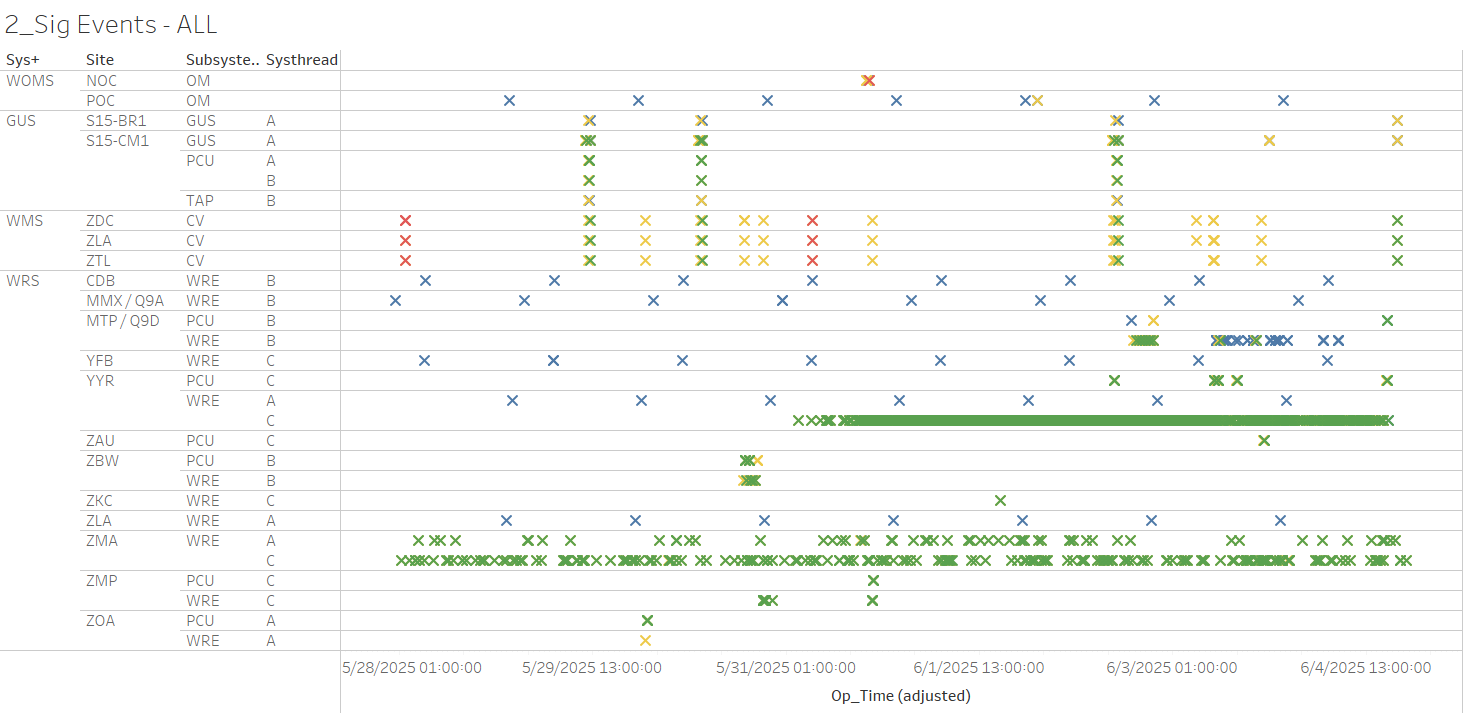 2_Sig Events - ALL
Sys+ Site Subsyste.. Systhread
WOMS NOC OM
POC OM
GUS S15-BR1 GUS A
S15-CM1 GUS A
PCU A
B
TAP B
WMS ZDC CV
ZLA CV
ZTL CV
WRS CDB WRE B
MMX / Q9A WRE B
MTP / Q9D PCU B
WRE B
YFB WRE C
YYR PCU C
WRE A
C
ZAU PCU C
ZBW PCU B
WRE B
ZKC WRE C
ZLA WRE A
ZMA WRE A
C
ZMP PCU C
WRE C
ZOA PCU A
WRE A
5/28/2025 01:00:00 5/29/2025 13:00:00 5/31/2025 01:00:00 6/1/2025 13:00:00 6/3/2025 01:00:00 6/4/2025 13:00:00
Op_Time (adjusted)